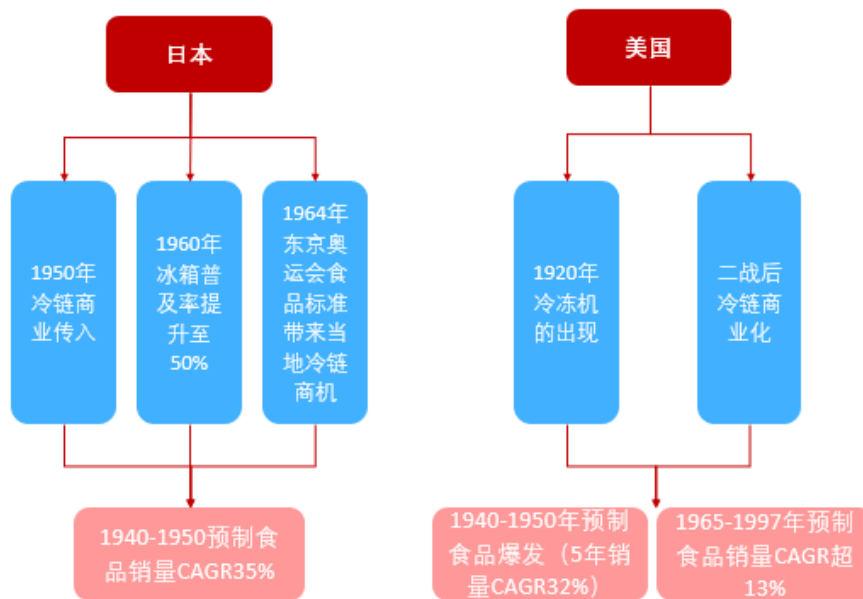 日本
1950年
冷链商
业传入
1960年
冰箱普
及率提
升至
50%
1964年
东京奥
运会食
品标准
带来当
地冷链
商机
1940-1950预制食
品销量CAGR35%
美国
1920年
冷冻机
的出现
二战后
冷链商
业化
1940-1950年预制
食品爆发（5年销
量CAGR32%）
1965-1997年预制
食品销量CAGR超
13%